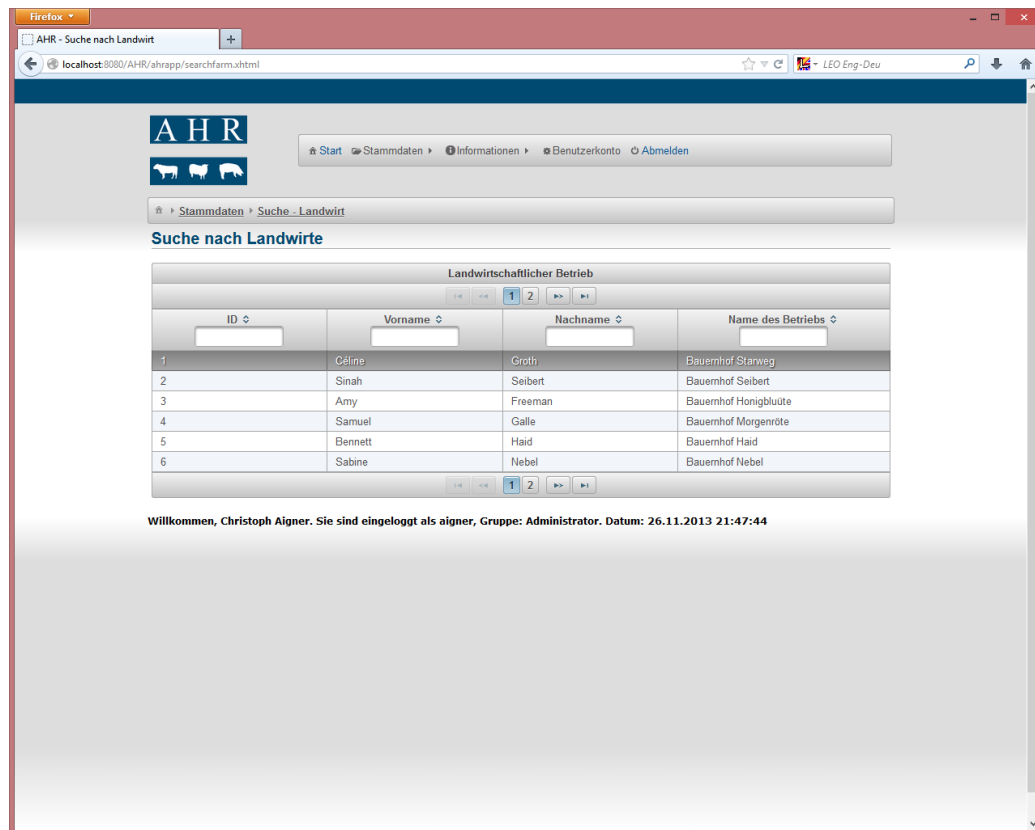 Firefox
AHR - Suche nach Landwirt
localhost:8080/AHR/ahrapp/searchfarm.xhtml
LEO Eng-Deu
AHR
Start Stammdaten Informationen Benutzerkonto Abmelden
Stammdaten Suche - Landwirt
Suche nach Landwirte
Landwirtschaftlicher Betrieb
1 2
ID Vorname Nachname Name des Betriebs
1 Céline Groth Bauernhof Starweg
2 Sinah Seibert Bauernhof Seibert
3 Amy Freeman Bauernhof Honigbluüte
4 Samuel Galle Bauernhof Morgenröte
5 Bennett Haid Bauernhof Haid
6 Sabine Nebel Bauernhof Nebel
1 2
Willkommen, Christoph Aigner. Sie sind eingeloggt als aigner, Gruppe: Administrator. Datum: 26.11.2013 21:47:44